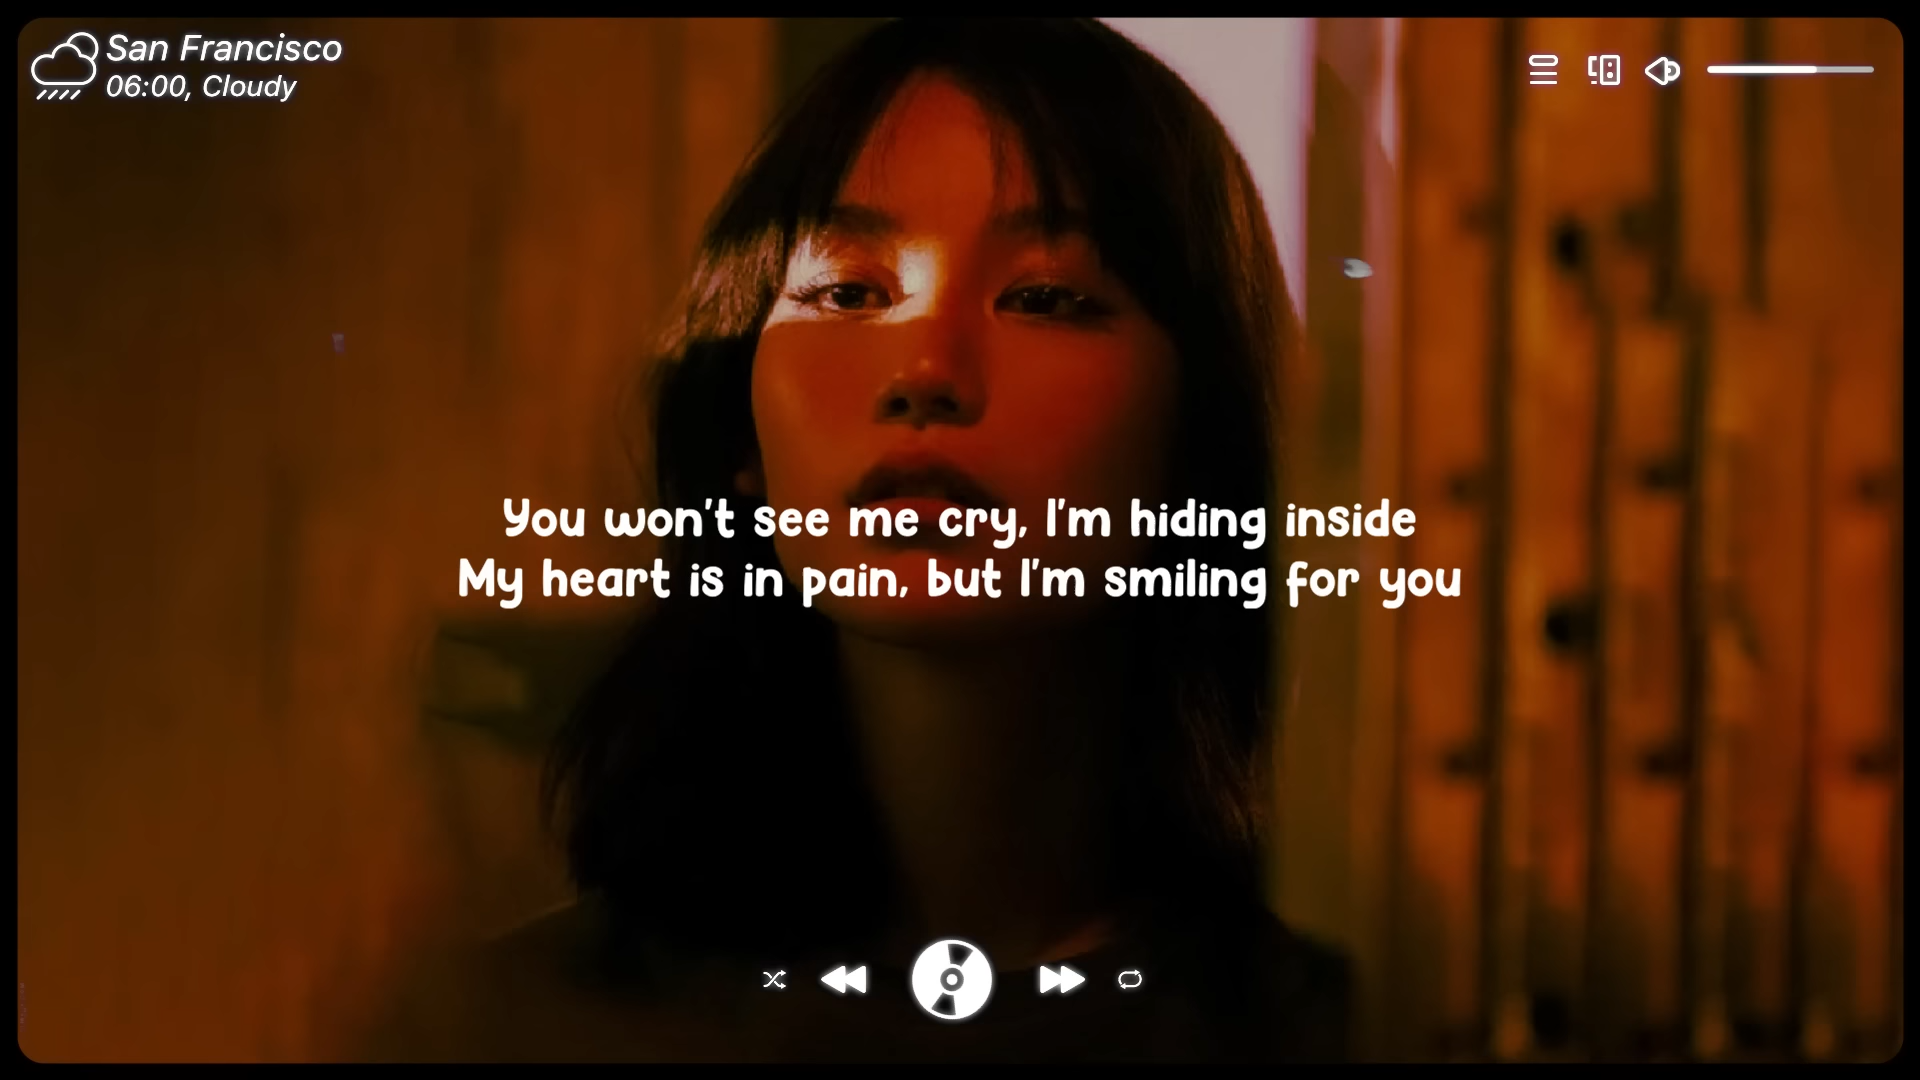 San Francisco
06:00, Cloudy
You won't see me cry, I'm hiding inside
My heart is in pain, but I'm smiling for you